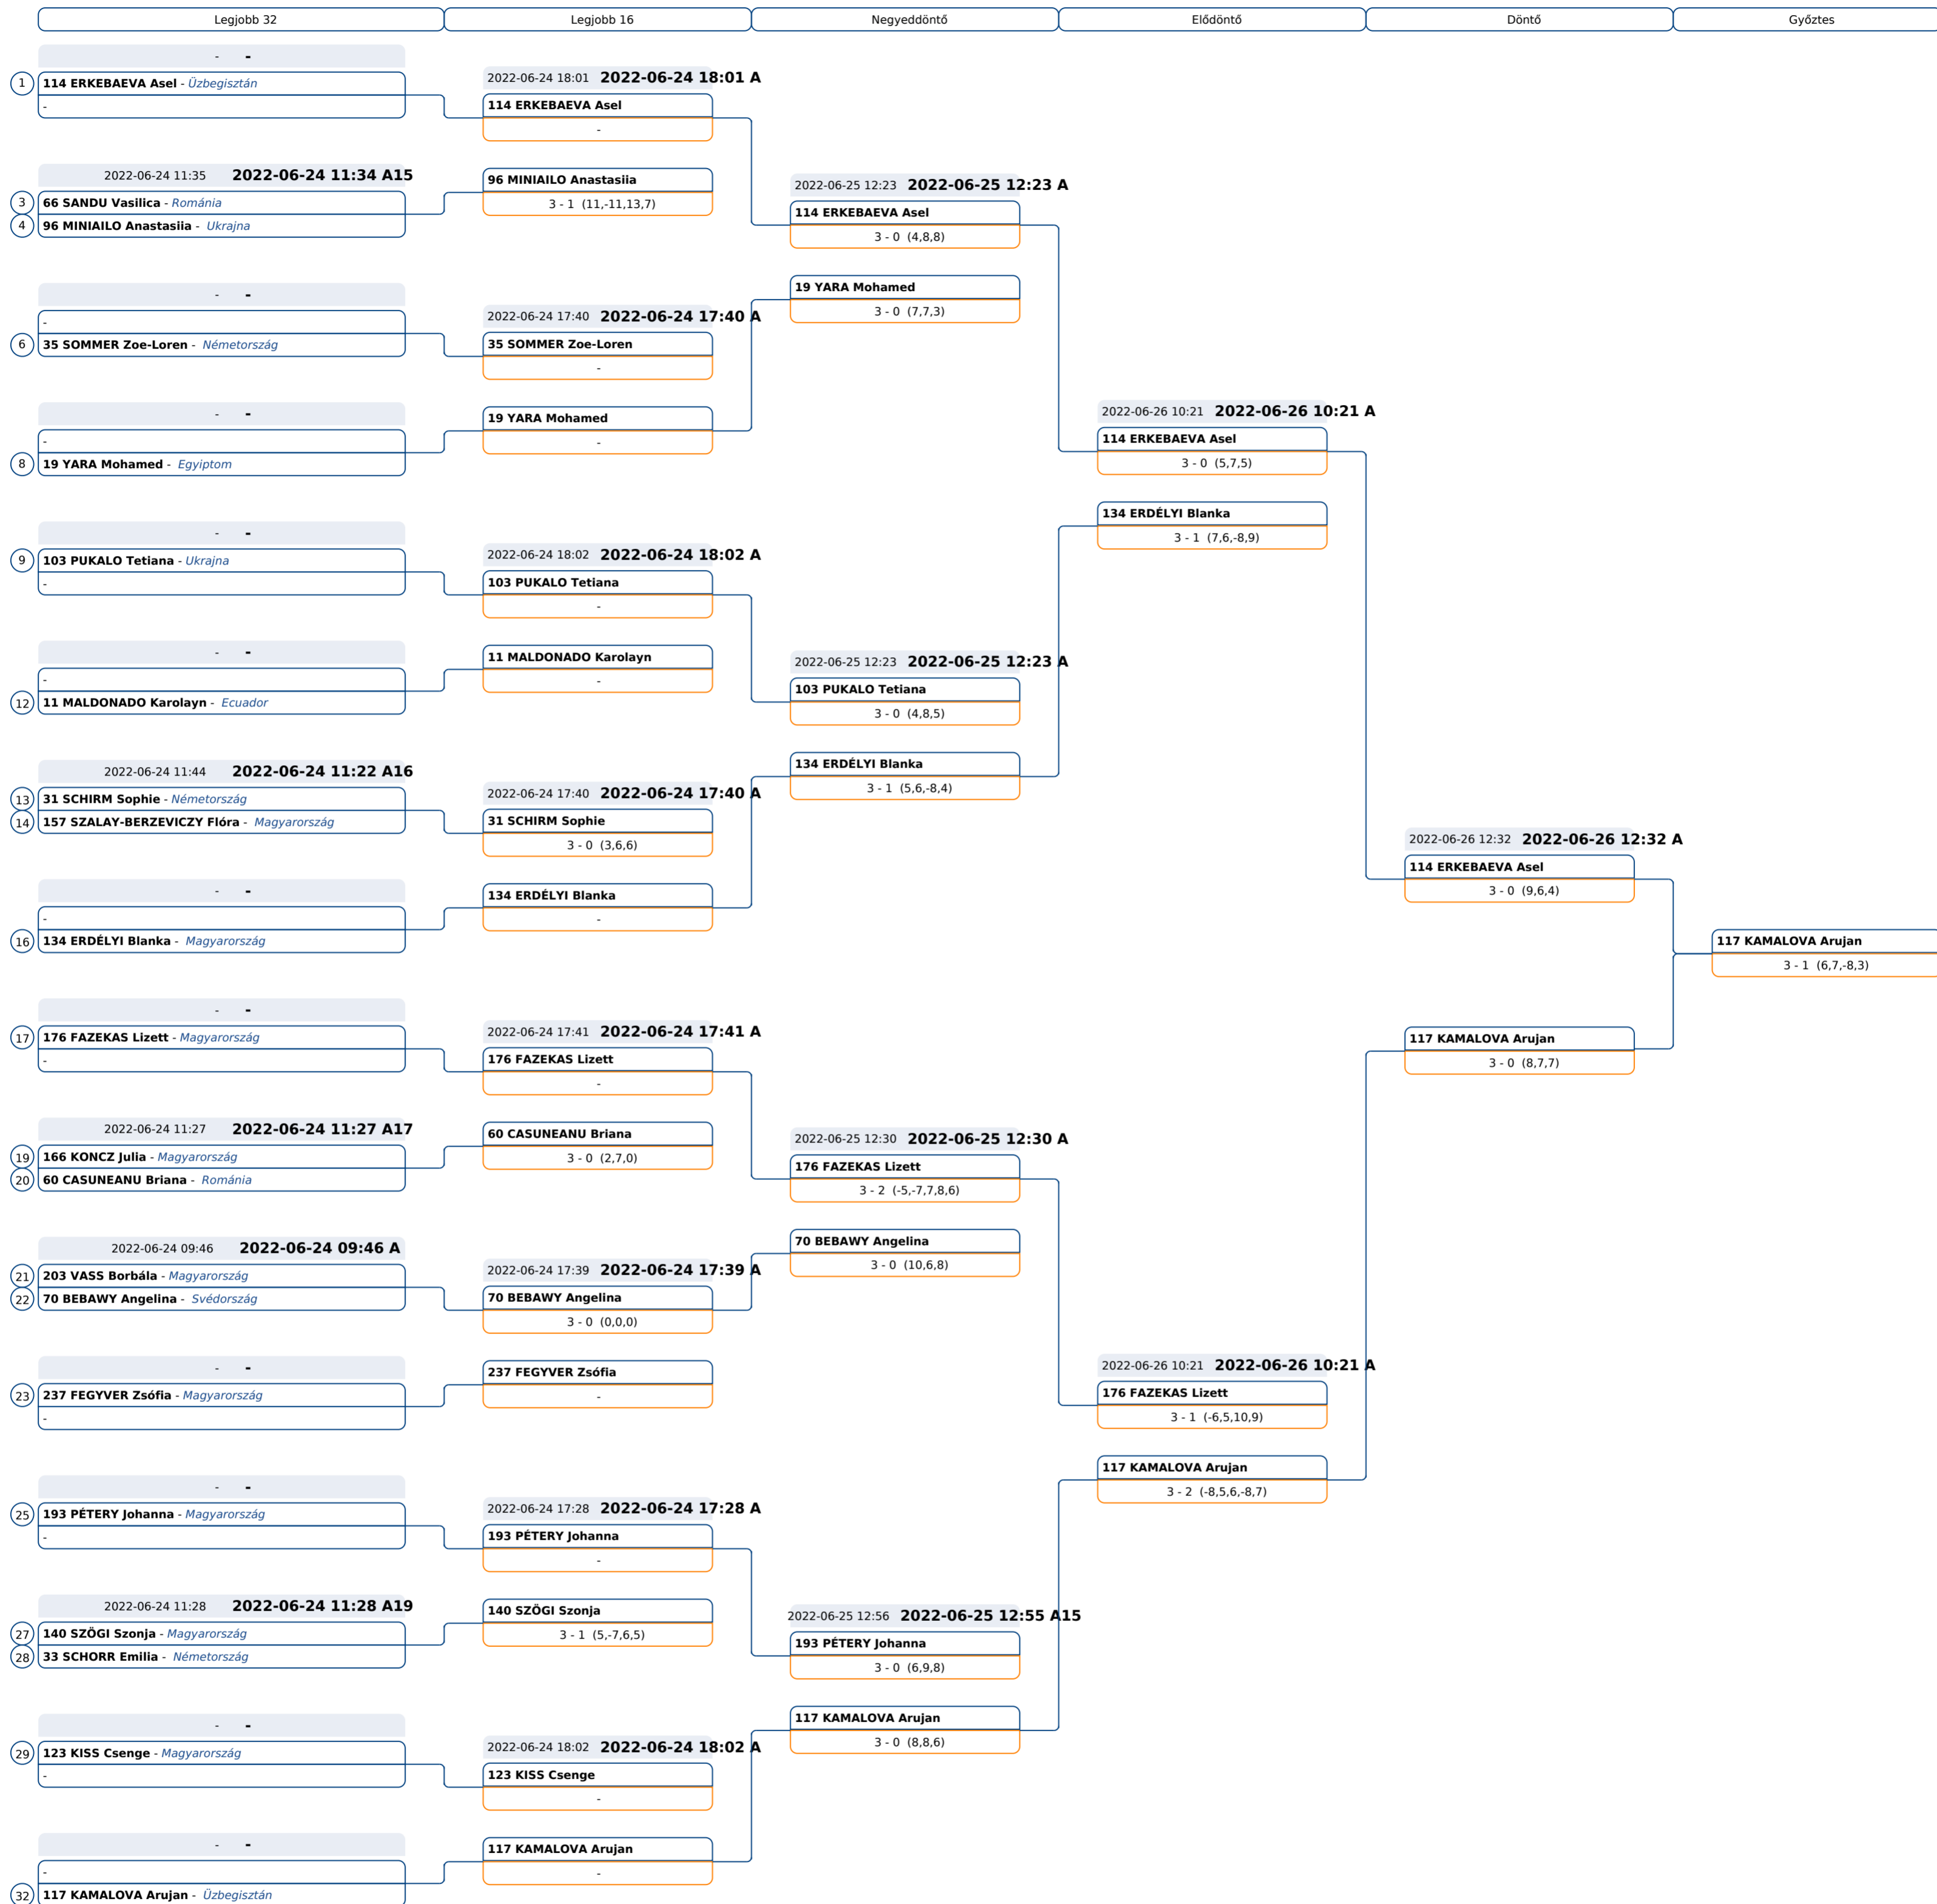 Legjobb 32 Legjobb 16 Negyeddöntő Elődöntő Döntő Győztes
- -
1 114 ERKEBAEVA Asel - Üzbegisztán
-
2022-06-24 18:01 2022-06-24 18:01 A
114 ERKEBAEVA Asel
-
2022-06-24 11:35 2022-06-24 11:34 A15
3 66 SANDU Vasilica - Románia
4 96 MINIAILO Anastasiia - Ukrajna
96 MINIAILO Anastasiia
3 - 1 (11,-11,13,7)
2022-06-25 12:23 2022-06-25 12:23 A
114 ERKEBAEVA Asel
3 - 0 (4,8,8)
- -
-
6 35 SOMMER Zoe-Loren - Németország
2022-06-24 17:40 2022-06-24 17:40 A
35 SOMMER Zoe-Loren
-
19 YARA Mohamed
3 - 0 (7,7,3)
- -
-
8 19 YARA Mohamed - Egyiptom
19 YARA Mohamed
-
2022-06-26 10:21 2022-06-26 10:21 A
114 ERKEBAEVA Asel
3 - 0 (5,7,5)
134 ERDÉLYI Blanka
3 - 1 (7,6,-8,9)
- -
9 103 PUKALO Tetiana - Ukrajna
-
2022-06-24 18:02 2022-06-24 18:02 A
103 PUKALO Tetiana
-
- -
-
12 11 MALDONADO Karolayn - Ecuador
11 MALDONADO Karolayn
-
2022-06-25 12:23 2022-06-25 12:23 A
103 PUKALO Tetiana
3 - 0 (4,8,5)
2022-06-24 11:44 2022-06-24 11:22 A16
13 31 SCHIRM Sophie - Németország
14 157 SZALAY-BERZEVICZY Flóra - Magyarország
2022-06-24 17:40 2022-06-24 17:40 A
31 SCHIRM Sophie
3 - 0 (3,6,6)
134 ERDÉLYI Blanka
3 - 1 (5,6,-8,4)
- -
-
16 134 ERDÉLYI Blanka - Magyarország
134 ERDÉLYI Blanka
-
2022-06-26 12:32 2022-06-26 12:32 A
114 ERKEBAEVA Asel
3 - 0 (9,6,4)
117 KAMALOVA Arujan
3 - 1 (6,7,-8,3)
117 KAMALOVA Arujan
3 - 0 (8,7,7)
- -
17 176 FAZEKAS Lizett - Magyarország
-
2022-06-24 17:41 2022-06-24 17:41 A
176 FAZEKAS Lizett
-
2022-06-24 11:27 2022-06-24 11:27 A17
19 166 KONCZ Julia - Magyarország
20 60 CASUNEANU Briana - Románia
60 CASUNEANU Briana
3 - 0 (2,7,0)
2022-06-25 12:30 2022-06-25 12:30 A
176 FAZEKAS Lizett
3 - 2 (-5,-7,7,8,6)
2022-06-24 09:46 2022-06-24 09:46 A
21 203 VASS Borbála - Magyarország
22 70 BEBAWY Angelina - Svédország
2022-06-24 17:39 2022-06-24 17:39 A
70 BEBAWY Angelina
3 - 0 (0,0,0)
70 BEBAWY Angelina
3 - 0 (10,6,8)
- -
23 237 FEGYVER Zsófia - Magyarország
-
237 FEGYVER Zsófia
-
2022-06-26 10:21 2022-06-26 10:21 A
176 FAZEKAS Lizett
3 - 1 (-6,5,10,9)
117 KAMALOVA Arujan
3 - 2 (-8,5,6,-8,7)
- -
25 193 PÉTERY Johanna - Magyarország
-
2022-06-24 17:28 2022-06-24 17:28 A
193 PÉTERY Johanna
-
2022-06-24 11:28 2022-06-24 11:28 A19
27 140 SZÖGI Szonja - Magyarország
28 33 SCHORR Emilia - Németország
140 SZÖGI Szonja
3 - 1 (5,-7,6,5)
2022-06-25 12:56 2022-06-25 12:55 A15
193 PÉTERY Johanna
3 - 0 (6,9,8)
- -
29 123 KISS Csenge - Magyarország
-
2022-06-24 18:02 2022-06-24 18:02 A
123 KISS Csenge
-
117 KAMALOVA Arujan
3 - 0 (8,8,6)
- -
-
32 117 KAMALOVA Arujan - Üzbegisztán
117 KAMALOVA Arujan
-